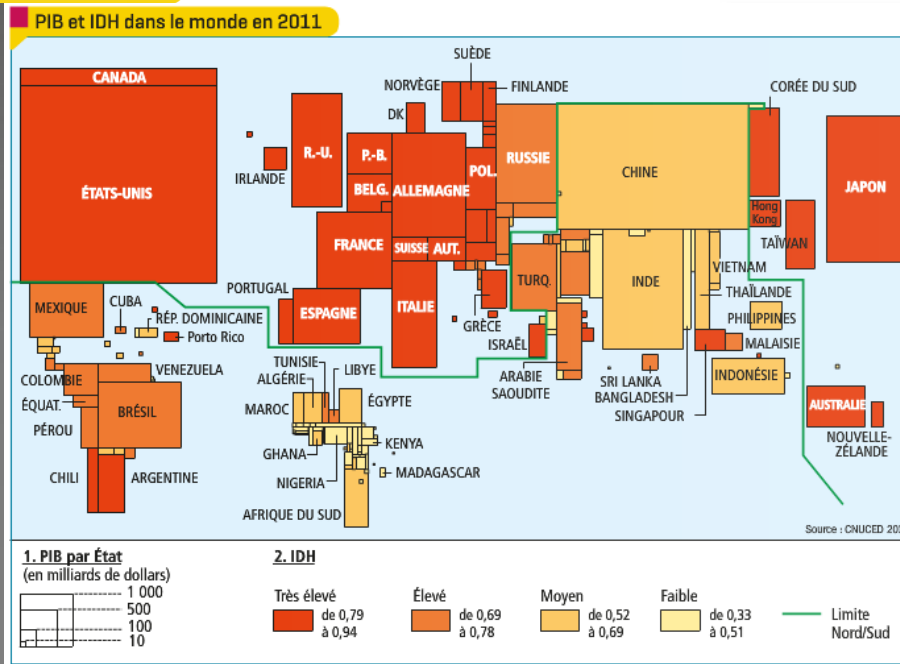 PIB et IDH dans le monde en 2011
CANADA
ÉTATS-UNIS
SUÈDE
NORVÈGE
FINLANDE
DK
IRLANDE
R.-U.
P.-B.
BELG.
ALLEMAGNE
POL.
RUSSIE
FRANCE
SUISSE
AUT.
PORTUGAL
ESPAGNE
ITALIE
GRÈCE
TURQ.
ISRAËL
ARABIE
SAOUDITE
CHINE
CORÉE DU SUD
JAPON
Hong
Kong
TAÏWAN
INDE
VIETNAM
THAÏLANDE
PHILIPPINES
MALAISIE
INDONÉSIE
SRI LANKA
BANGLADESH
SINGAPOUR
AUSTRALIE
NOUVELLE-
ZÉLANDE
MEXIQUE
CUBA
RÉP. DOMINICAINE
Porto Rico
COLOMBIE
VENEZUELA
ÉQUAT.
BRÉSIL
PÉROU
CHILI
ARGENTINE
TUNISIE
ALGÉRIE
LIBYE
MAROC
ÉGYPTE
GHANA
KENYA
NIGERIA
MADAGASCAR
AFRIQUE DU SUD
Source : CNUCED 20
1. PIB par État
(en milliards de dollars)
1 000
500
100
10
2. IDH
Très élevé
de 0,79
à 0,94
Élevé
de 0,69
à 0,78
Moyen
de 0,52
à 0,69
Faible
de 0,33
à 0,51
Limite
Nord/Sud